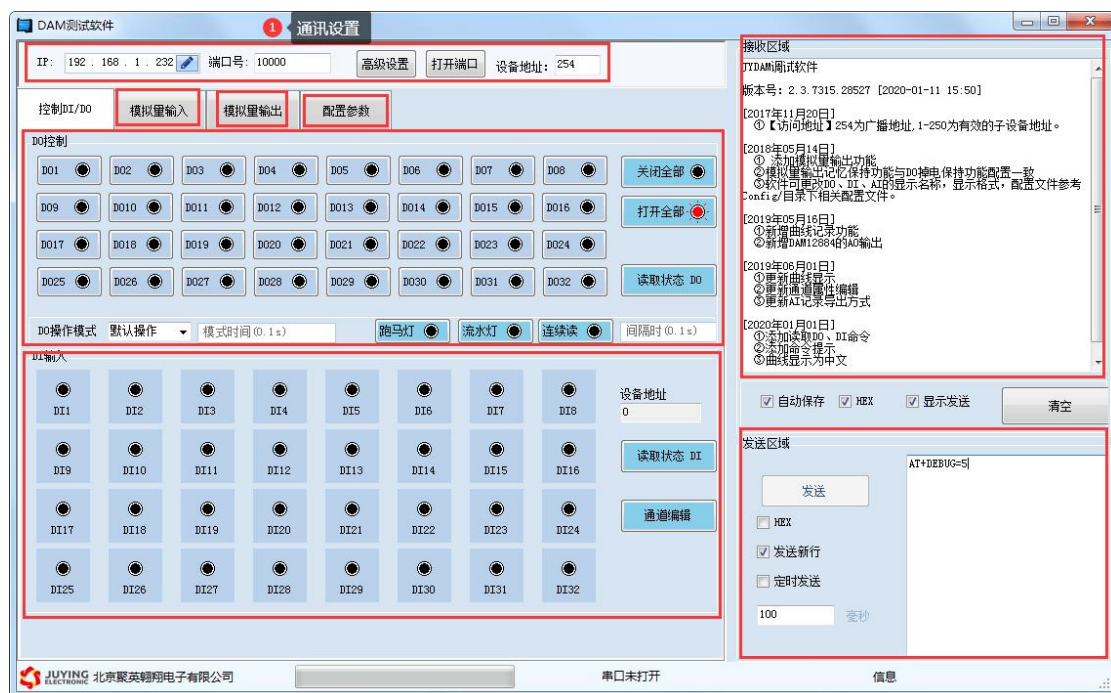 DAM测试软件
1 通讯设置
IP: 192 . 168 . 1 . 232 端口号: 10000 高级设置 打开端口 设备地址: 254
控制DI/DO 模拟量输入 模拟量输出 配置参数
DO控制
DO1 DO2 DO3 DO4 DO5 DO6 DO7 DO8 关闭全部
DO9 DO10 DO11 DO12 DO13 DO14 DO15 DO16 打开全部
DO17 DO18 DO19 DO20 DO21 DO22 DO23 DO24
DO25 DO26 DO27 DO28 DO29 DO30 DO31 DO32 读取状态 DO
DO操作模式 默认操作 模式时间(0.1s) 跑马灯 流水灯 连续读 间隔时(0.1s)
DI输入
DI1 DI2 DI3 DI4 DI5 DI6 DI7 DI8
设备地址
0
DI9 DI10 DI11 DI12 DI13 DI14 DI15 DI16 读取状态 DI
DI17 DI18 DI19 DI20 DI21 DI22 DI23 DI24 通道编辑
DI25 DI26 DI27 DI28 DI29 DI30 DI31 DI32
接收区域
JYDAM调试软件
版本号: 2.3.7315.28527 [2020-01-11 15:50]
[2017年11月20日]
①【访问地址】254为广播地址,1-250为有效的子设备地址。
[2018年05月14日]
① 添加模拟量输出功能
②模拟量输出记忆保持功能与DO掉电保持功能配置一致
③软件可更改DO、DI、AI的显示名称，显示格式，配置文件参考
Config/目录下相关配置文件。
[2019年05月16日]
①新增曲线记录功能
②新增DAM12884的AO输出
[2019年06月01日]
①更新曲线显示
②更新通道属性编辑
③更新AI记录导出方式
[2020年01月01日]
①添加读取DO、DI命令
②添加命令提示
③曲线显示为中文
自动保存 HEX 显示发送 清空
发送区域
AT+DEBUG=5
发送
HEX
发送新行
定时发送
100 毫秒
JUYING ELECTRONIC 北京聚英翱翔电子有限公司 串口未打开 信息